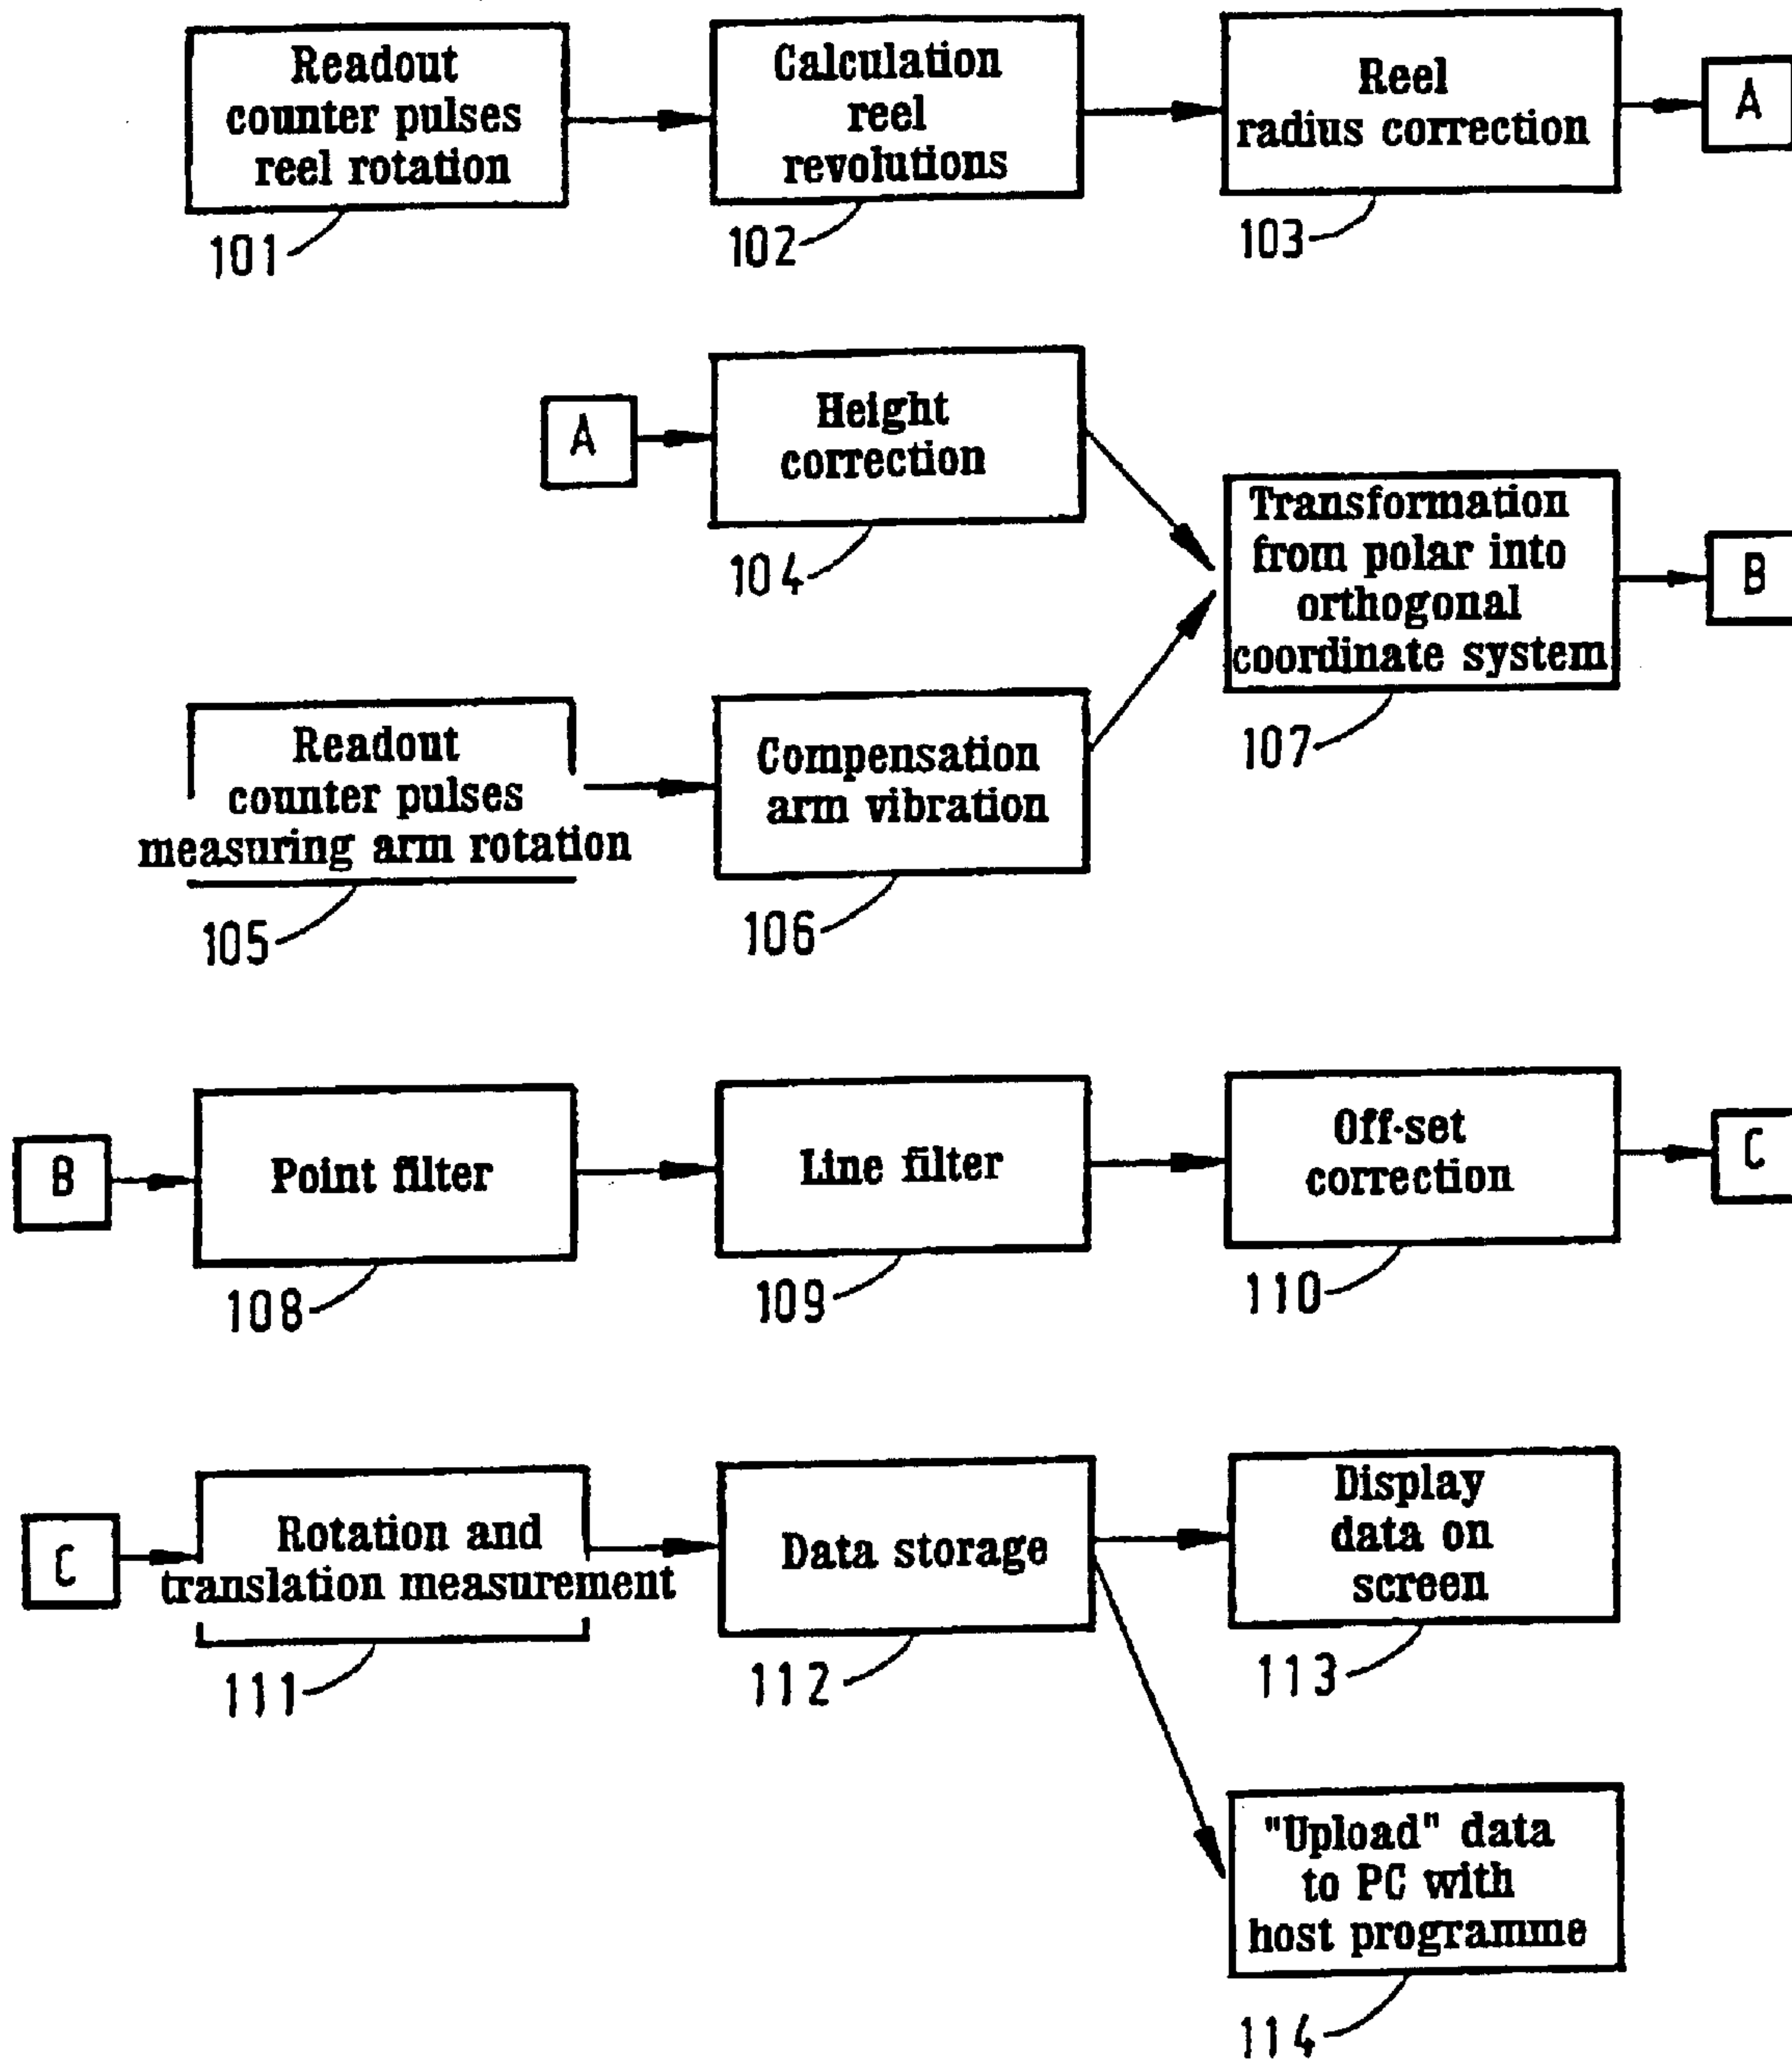 Readout
counter pulses
reel rotation
101
Calculation
reel
revolutions
102
Reel
radius correction
103
A
A
Height
correction
104
Readout
counter pulses
measuring arm rotation
105
Compensation
arm vibration
106
Transformation
from polar into
orthogonal
coordinate system
107
B
B
Point filter
108
Line filter
109
Off-set
correction
110
C
C
Rotation and
translation measurement
111
Data storage
112
Display
data on
screen
113
"Upload" data
to PC with
host programme
114